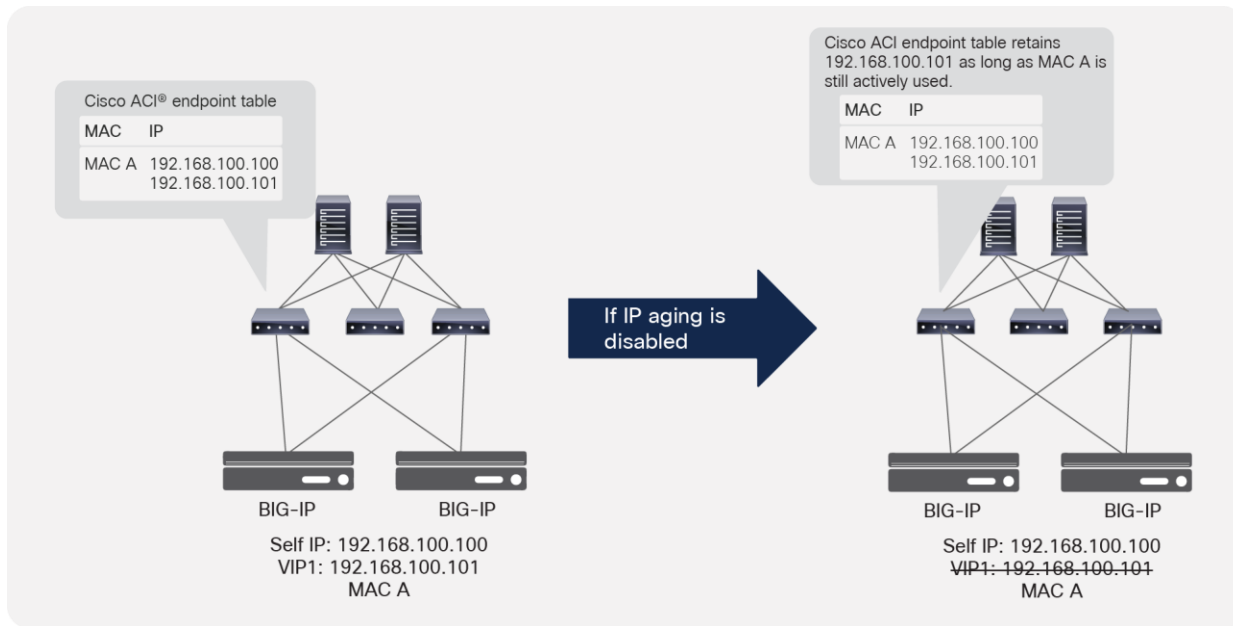 Cisco ACI® endpoint table
MAC IP
MAC A 192.168.100.100
192.168.100.101
BIG-IP BIG-IP
Self IP: 192.168.100.100
VIP1: 192.168.100.101
MAC A
If IP aging is
disabled
Cisco ACI endpoint table retains
192.168.100.101 as long as MAC A is
still actively used.
MAC IP
MAC A 192.168.100.100
192.168.100.101
BIG-IP BIG-IP
Self IP: 192.168.100.100
VIP1: 192.168.100.101
MAC A